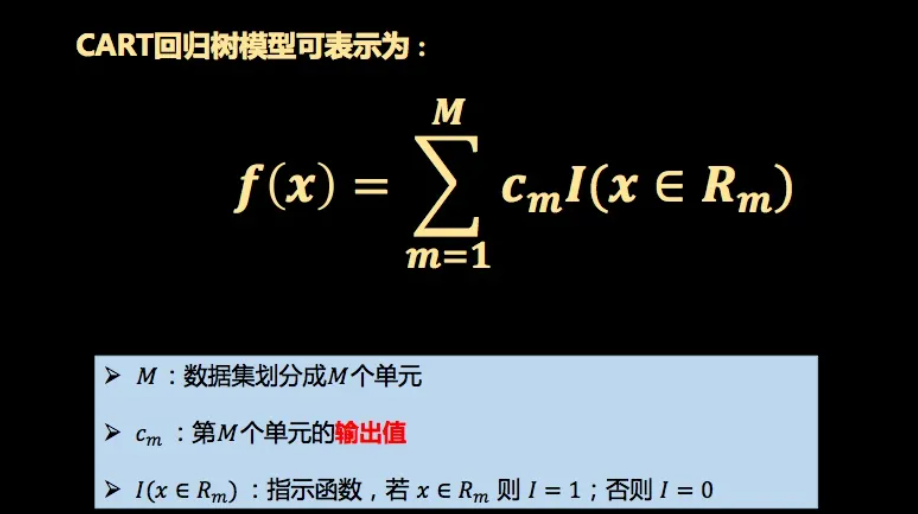 CART回归树模型可表示为：
$f(x) = \sum_{m=1}^{M} c_m I(x \in R_m)$
➢ $M$：数据集划分成$M$个单元
➢ $c_m$：第$M$个单元的输出值
➢ $I(x \in R_m)$：指示函数，若 $x \in R_m$ 则 $I = 1$；否则 $I = 0$